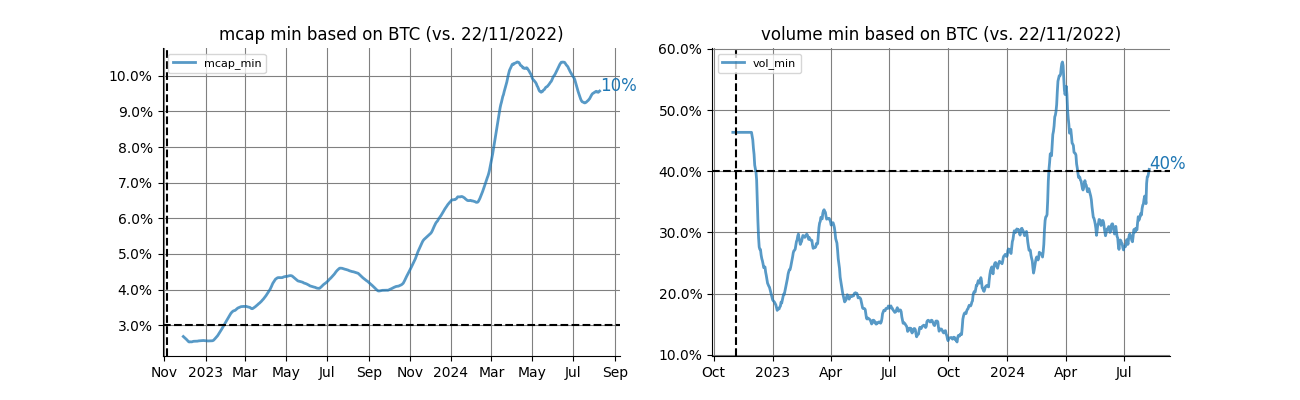 mcap min based on BTC (vs. 22/11/2022)
mcap_min
10.0%
9.0%
8.0%
7.0%
6.0%
5.0%
4.0%
3.0%
10%
Nov 2023 Mar May Jul Sep Nov 2024 Mar May Jul Sep
volume min based on BTC (vs. 22/11/2022)
vol_min
60.0%
50.0%
40.0%
30.0%
20.0%
10.0%
40%
Oct 2023 Apr Jul Oct 2024 Apr Jul